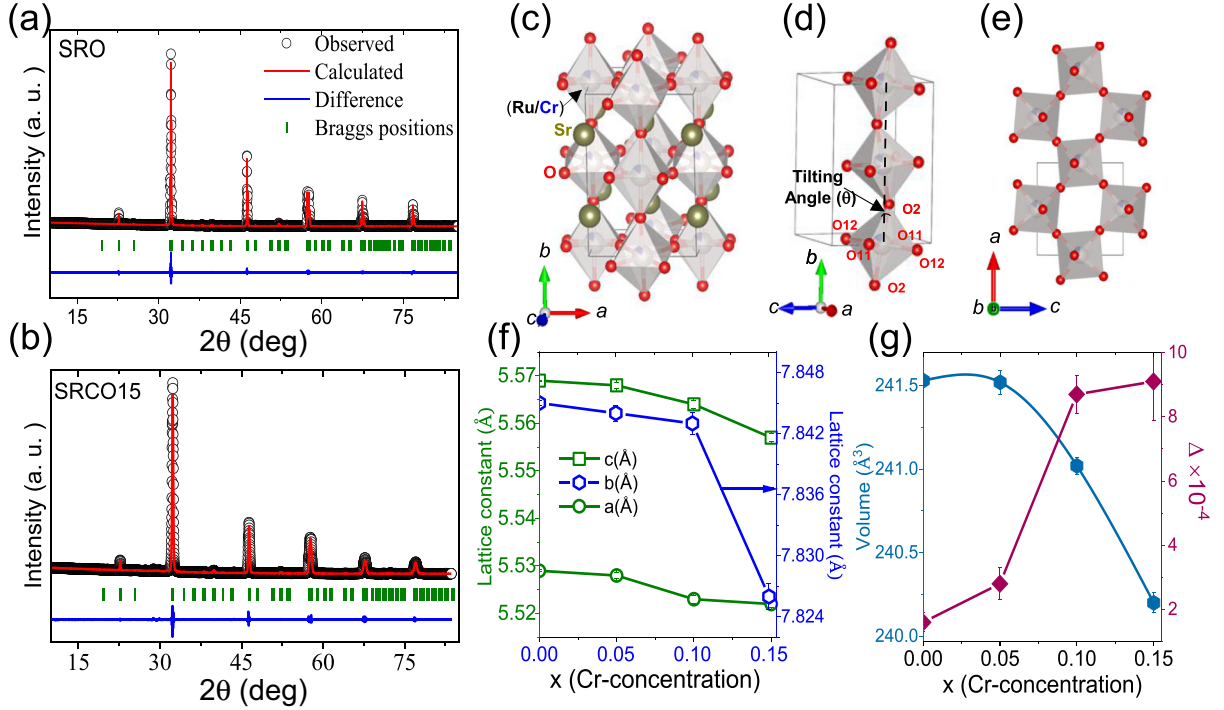 (a)
SRO
Observed
Calculated
Difference
Braggs positions
Intensity (a. u.)
15 30 45 60 75
2θ (deg)
(b)
SRCO15
Intensity (a. u. )
15 30 45 60 75
2θ (deg)
(c)
(Ru/Cr)
Sr
O
b
c
a
(d)
Tilting
Angle (θ)
O2
O12
O11
O11
O12
O2
b
c
a
(e)
a
b
c
(f)
5.57
5.56
5.55
5.54
5.53
5.52
Lattice constant (Å)
c(Å)
b(Å)
a(Å)
7.848
7.842
7.836
7.830
7.824
Lattice constant (Å)
0.00 0.05 0.10 0.15
x (Cr-concentration)
(g)
241.5
241.0
240.5
240.0
Volume (Å³)
10
8
6
4
2
Δ ×10⁻⁴
0.00 0.05 0.10 0.15
x (Cr-concentration)